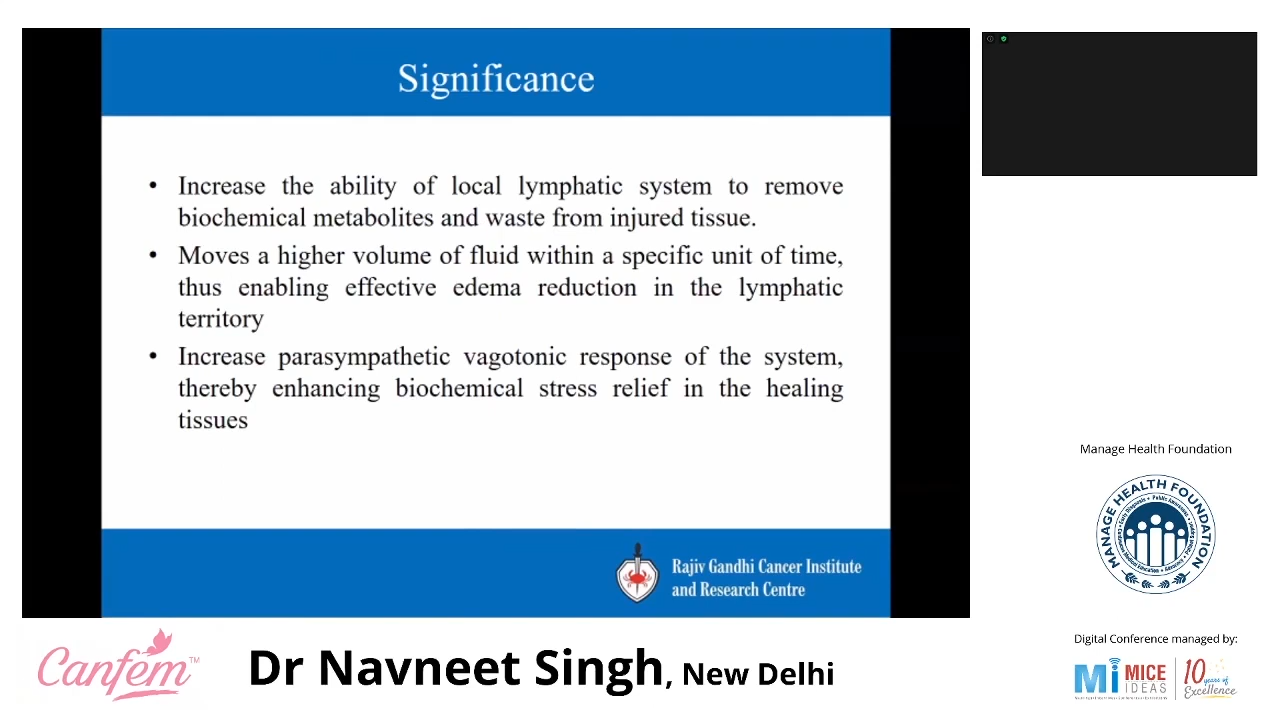 Significance
• Increase the ability of local lymphatic system to remove
biochemical metabolites and waste from injured tissue.
• Moves a higher volume of fluid within a specific unit of time,
thus enabling effective edema reduction in the lymphatic
territory
• Increase parasympathetic vagotonic response of the system,
thereby enhancing biochemical stress relief in the healing
tissues
Rajiv Gandhi Cancer Institute
and Research Centre
Manage Health Foundation
MANAGE HEALTH FOUNDATION
Canfem™
Dr Navneet Singh, New Delhi
Digital Conference managed by:
Mi MICE
IDEAS
10 years of
Excellence